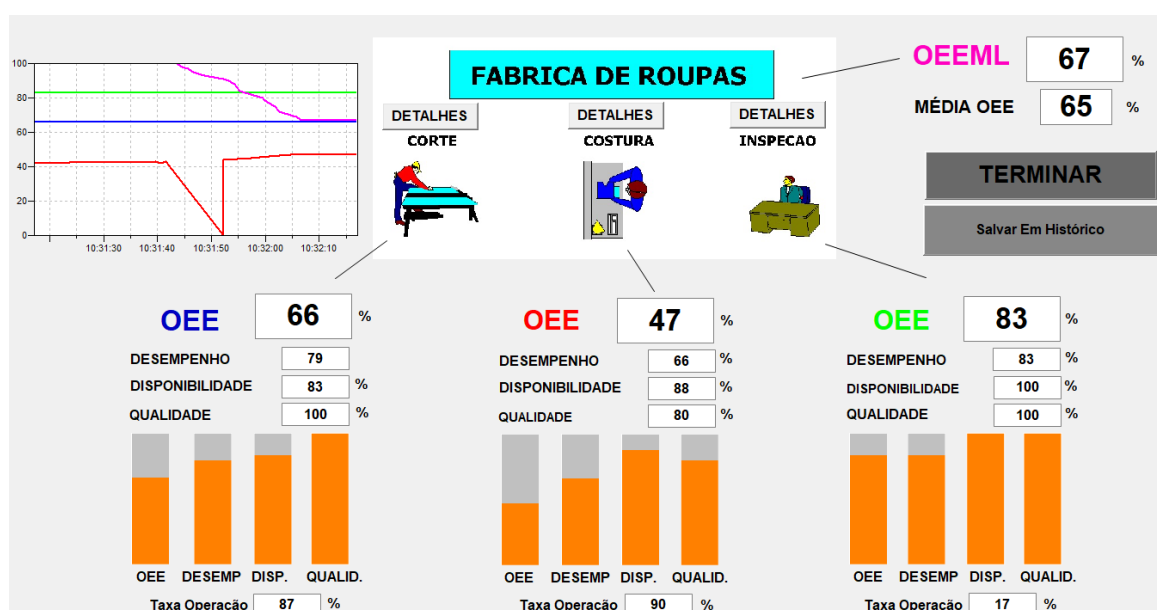 OEEML 67 %
FABRICA DE ROUPAS
MÉDIA OEE 65 %
DETALHES DETALHES DETALHES
CORTE COSTURA INSPECAO
TERMINAR
Salvar Em Histórico
100
80
60
40
20
0
10:31:30 10:31:40 10:31:50 10:32:00 10:32:10
OEE 66 %
DESEMPENHO 79
DISPONIBILIDADE 83 %
QUALIDADE 100 %
OEE DESEMP DISP. QUALID.
Taxa Operação 87 %
OEE 47 %
DESEMPENHO 66 %
DISPONIBILIDADE 88 %
QUALIDADE 80 %
OEE DESEMP DISP. QUALID.
Taxa Operação 90 %
OEE 83 %
DESEMPENHO 83 %
DISPONIBILIDADE 100 %
QUALIDADE 100 %
OEE DESEMP DISP. QUALID.
Taxa Operação 17 %